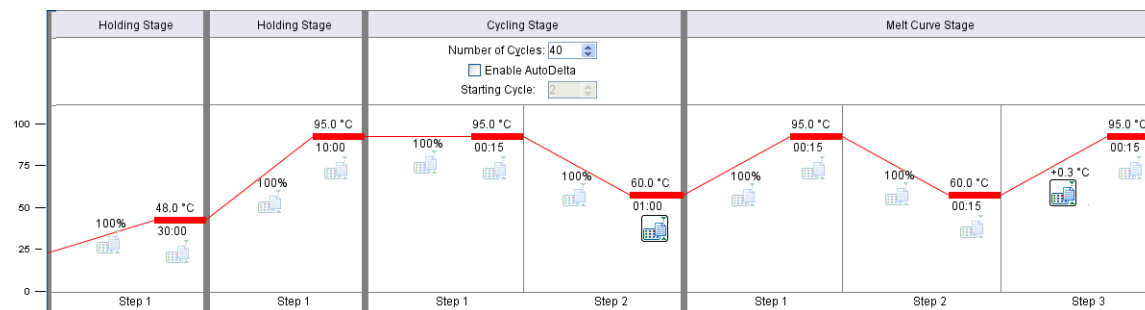 Holding Stage
Holding Stage
Cycling Stage
Melt Curve Stage
Number of Cycles: 40
Enable AutoDelta
Starting Cycle: 2
100
75
50
25
0
100%
48.0 °C
30:00
100%
95.0 °C
10:00
100%
95.0 °C
00:15
100%
60.0 °C
01:00
100%
95.0 °C
00:15
100%
60.0 °C
00:15
+0.3 °C
95.0 °C
00:15
Step 1
Step 1
Step 1
Step 2
Step 1
Step 2
Step 3